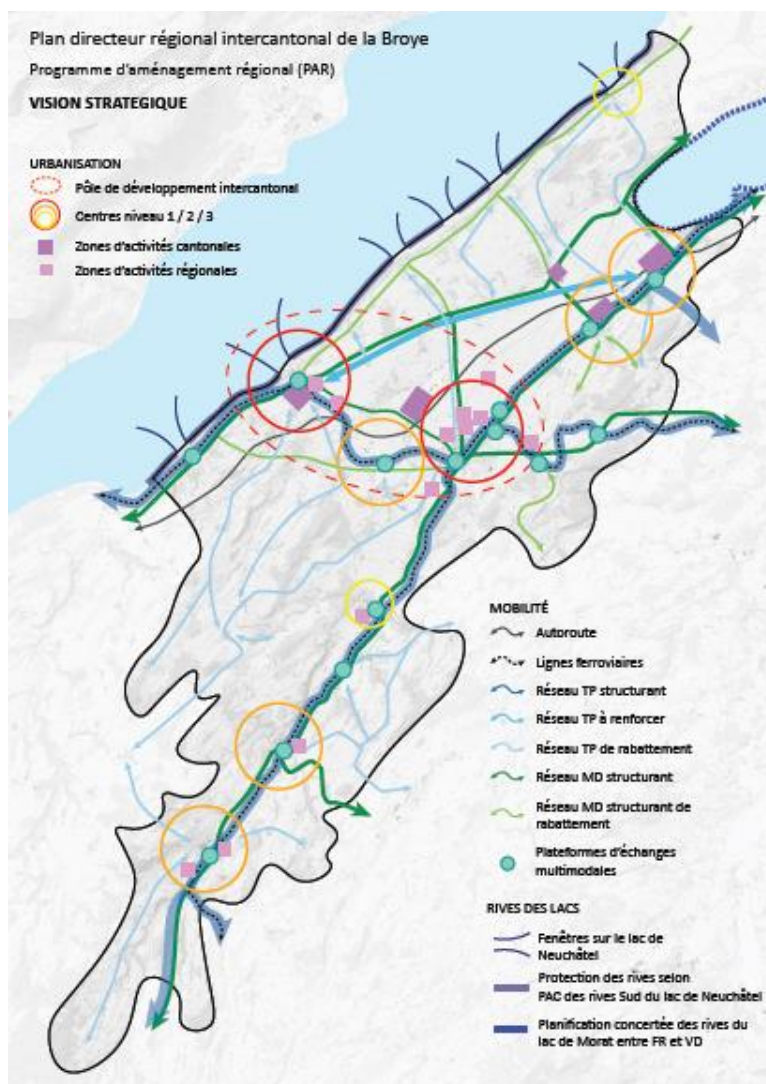 Plan directeur régional intercantonal de la Broye
Programme d'aménagement régional (PAR)
VISION STRATEGIQUE
URBANISATION
Pôle de développement intercantonal
Centres niveau 1 / 2 / 3
Zones d'activités cantonales
Zones d'activités régionales
MOBILITÉ
Autoroute
Lignes ferroviaires
Réseau TP structurant
Réseau TP à renforcer
Réseau TP de rabattement
Réseau MD structurant
Réseau MD structurant de
rabattement
Plateformes d'échanges
multimodales
RIVES DES LACS
Fenêtres sur le lac de
Neuchâtel
Protection des rives selon
PAC des rives Sud du lac de Neuchâtel
Planification concertée des rives du
lac de Morat entre FR et VD